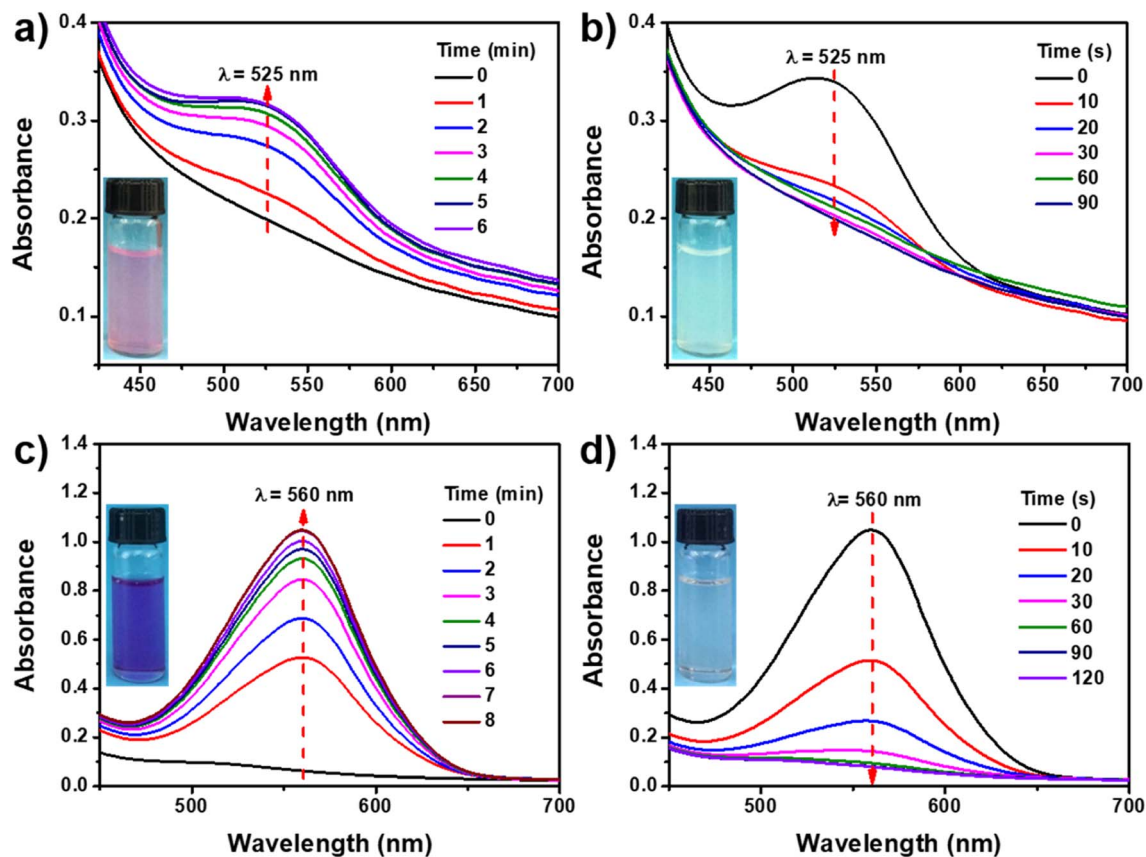 a)
Absorbance
0.4
0.3
0.2
0.1
λ = 525 nm
Time (min)
0
1
2
3
4
5
6
450 500 550 600 650 700
Wavelength (nm)
b)
Absorbance
0.4
0.3
0.2
0.1
λ = 525 nm
Time (s)
0
10
20
30
60
90
450 500 550 600 650 700
Wavelength (nm)
c)
Absorbance
1.4
1.2
1.0
0.8
0.6
0.4
0.2
0.0
λ = 560 nm
Time (min)
0
1
2
3
4
5
6
7
8
500 600 700
Wavelength (nm)
d)
Absorbance
1.4
1.2
1.0
0.8
0.6
0.4
0.2
0.0
λ= 560 nm
Time (s)
0
10
20
30
60
90
120
500 600 700
Wavelength (nm)